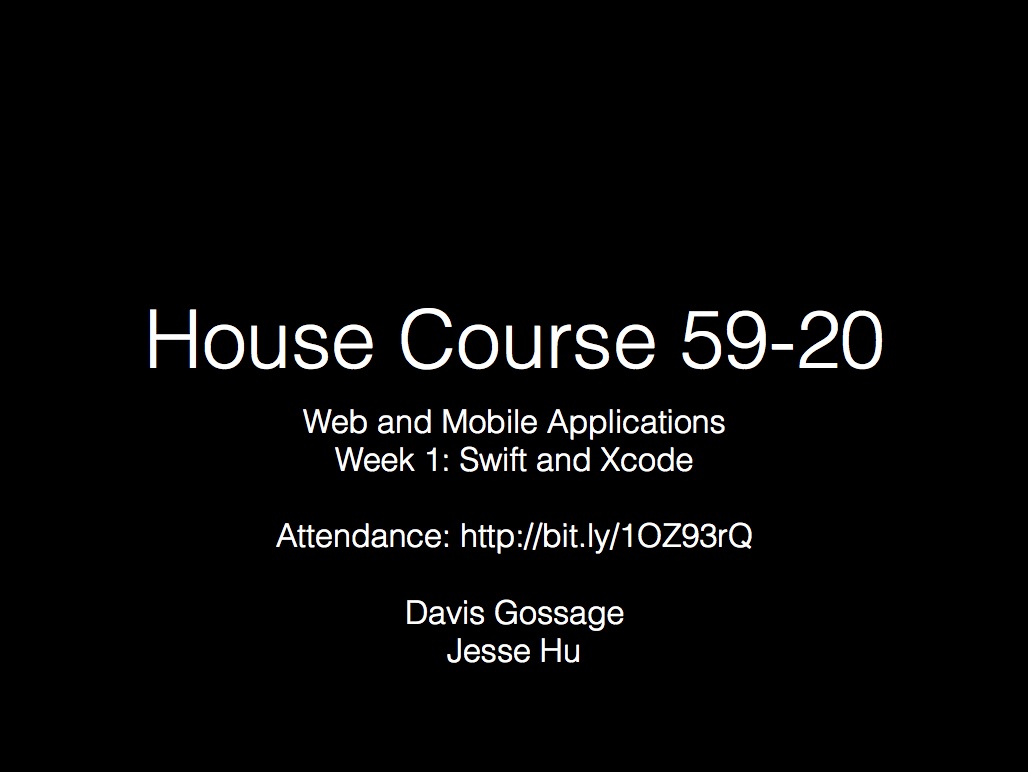 House Course 59-20
Web and Mobile Applications
Week 1: Swift and Xcode
Attendance: http://bit.ly/1OZ93rQ
Davis Gossage
Jesse Hu